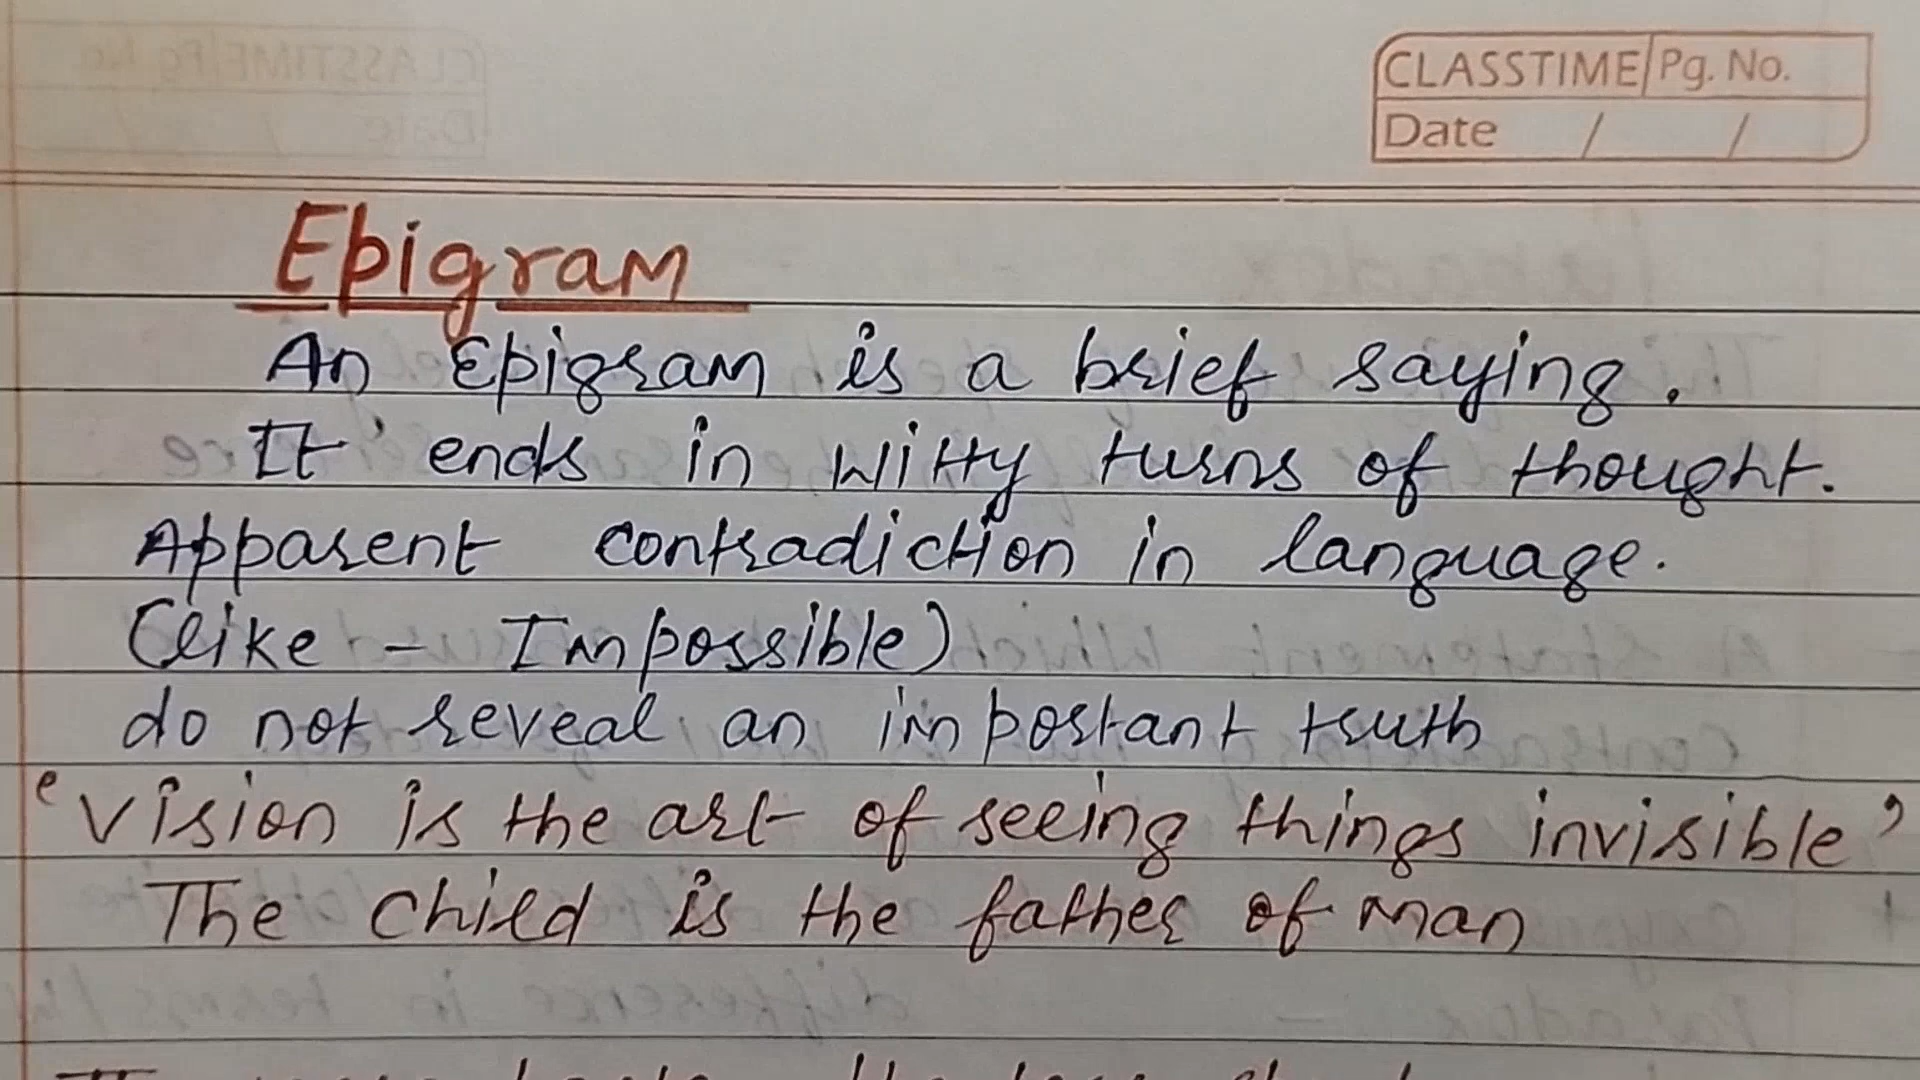 CLASSTIME Pg. No.
Date / /
Epigram
An Epigram is a brief saying.
It ends in witty turns of thought.
Apparent contradiction in language.
(like - Impossible)
do not reveal an important truth
'Vision is the art of seeing things invisible'
The child is the father of man